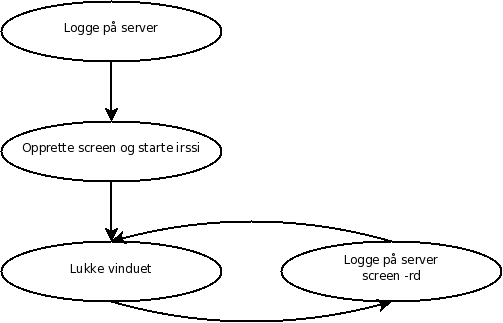 Logge på server
Opprette screen og starte irssi
Lukke vinduet
Logge på server
screen -rd